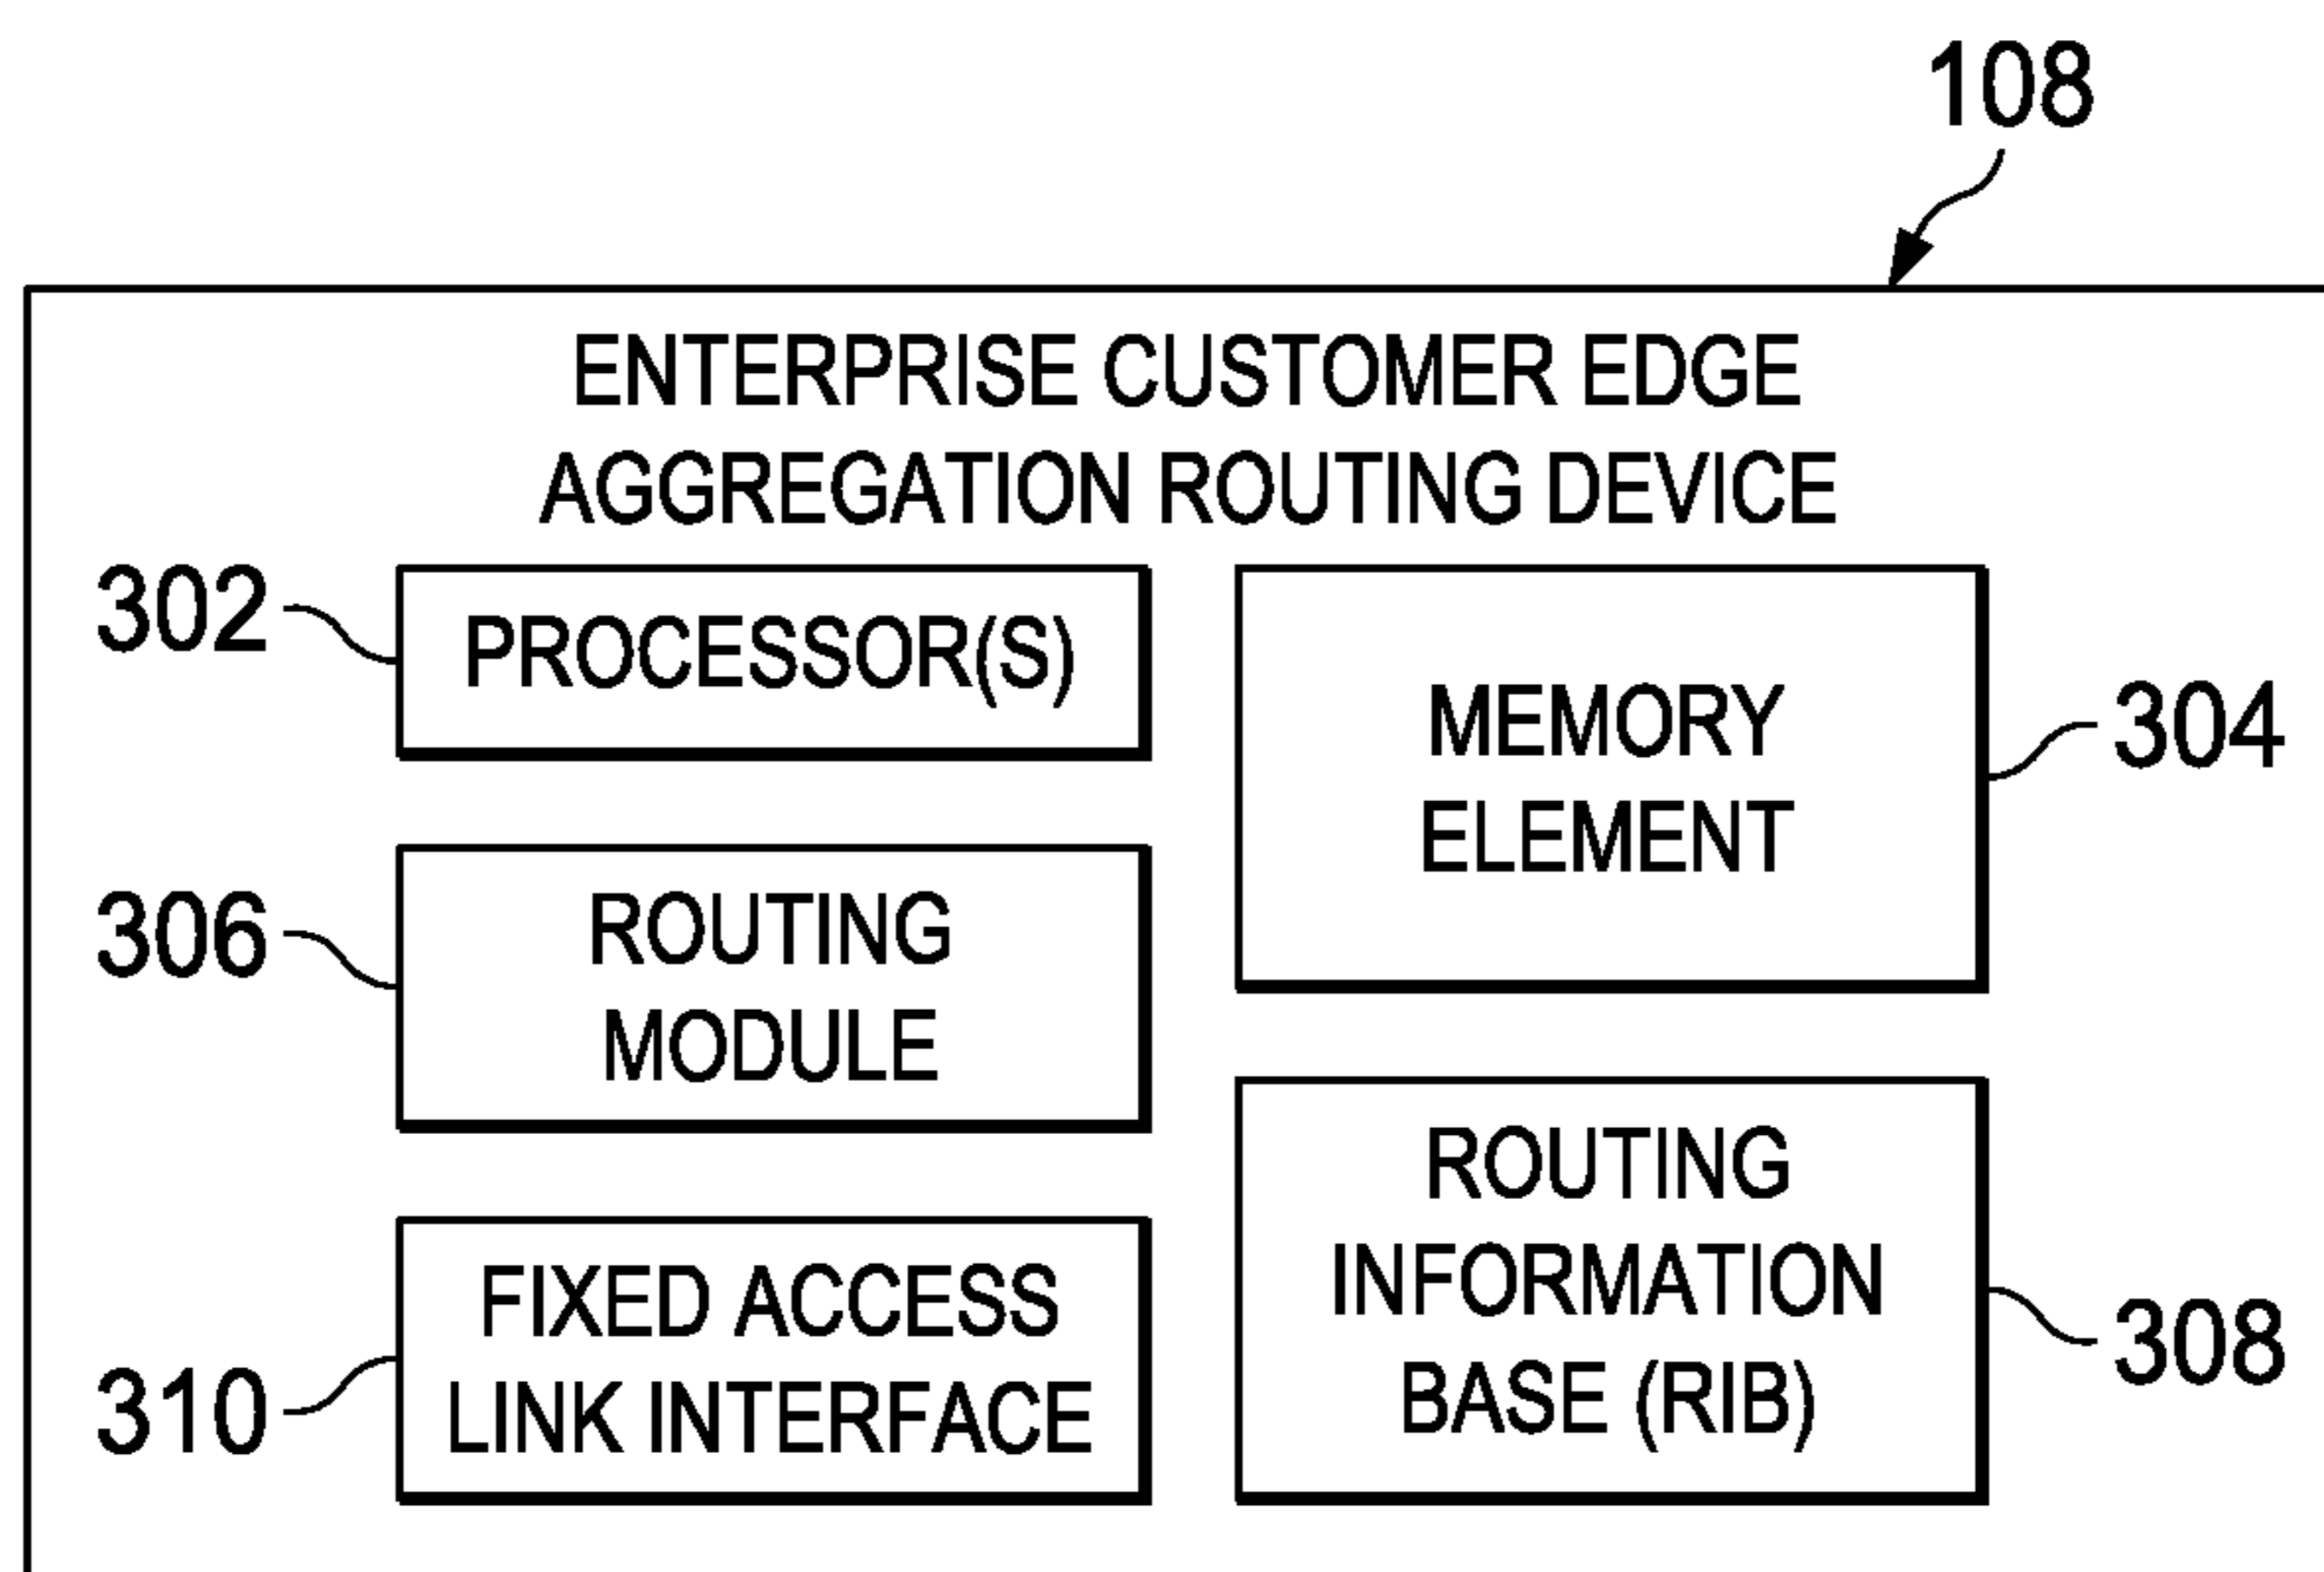 108
ENTERPRISE CUSTOMER EDGE
AGGREGATION ROUTING DEVICE
302
PROCESSOR(S)
MEMORY
ELEMENT
304
306
ROUTING
MODULE
ROUTING
INFORMATION
BASE (RIB)
308
310
FIXED ACCESS
LINK INTERFACE